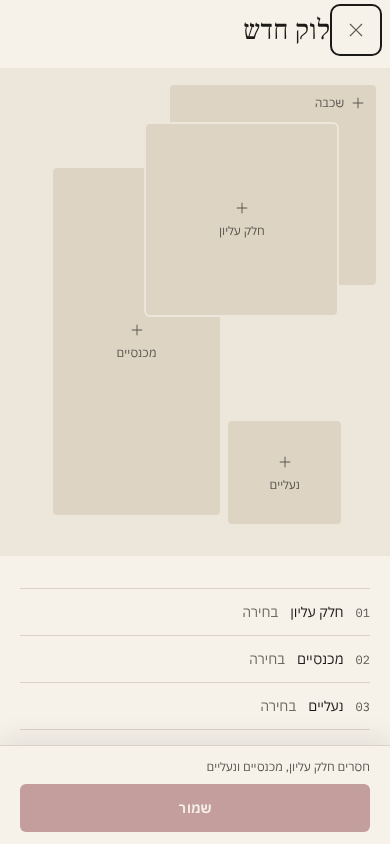 לוק חדש
שכבה
חלק עליון
מכנסיים
נעליים
01 חלק עליון בחירה
02 מכנסיים בחירה
03 נעליים בחירה
חסרים חלק עליון, מכנסיים ונעליים
שמור